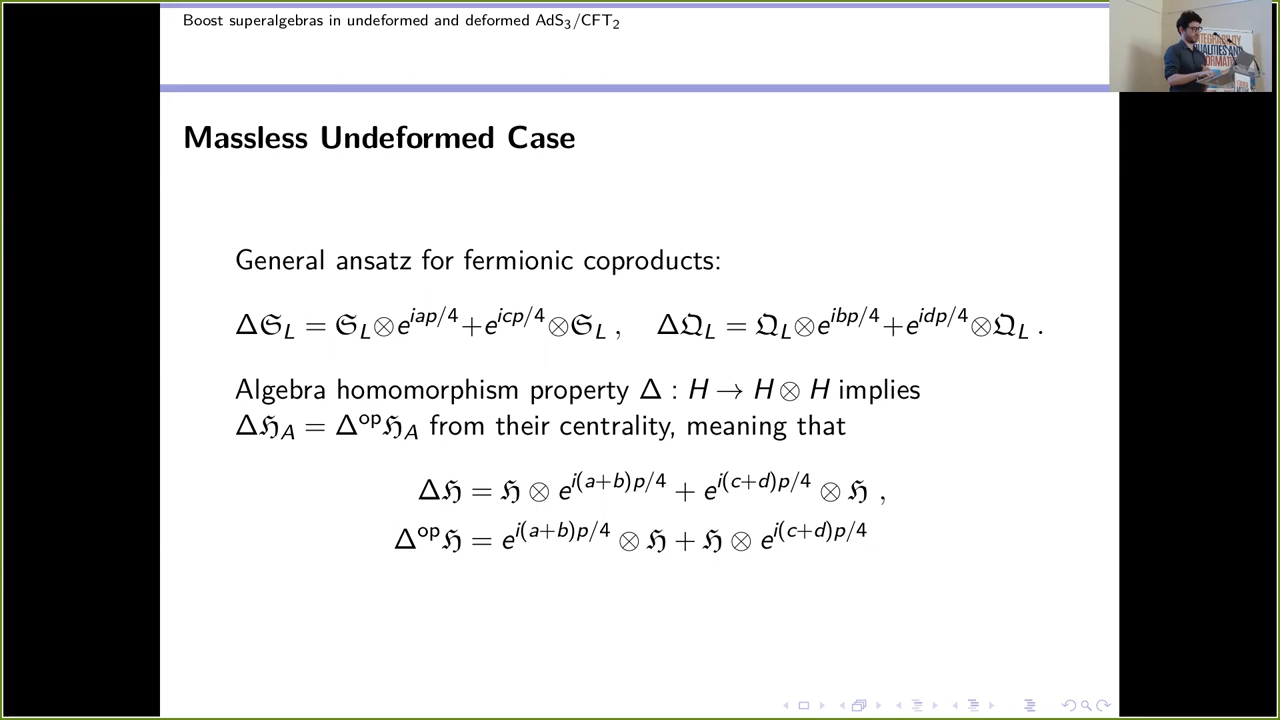 Boost superalgebras in undeformed and deformed AdS₃/CFT₂
INTEGRABILITY
Massless Undeformed Case
General ansatz for fermionic coproducts:
Δ𝔖_L = 𝔖_L⊗e^{iap/4}+e^{icp/4}⊗𝔖_L , Δ𝔔_L = 𝔔_L⊗e^{ibp/4}+e^{idp/4}⊗𝔔_L .
Algebra homomorphism property Δ : H → H ⊗ H implies
Δℌ_A = Δ^{op}ℌ_A from their centrality, meaning that
Δℌ = ℌ ⊗ e^{i(a+b)p/4} + e^{i(c+d)p/4} ⊗ ℌ ,
Δ^{op}ℌ = e^{i(a+b)p/4} ⊗ ℌ + ℌ ⊗ e^{i(c+d)p/4}